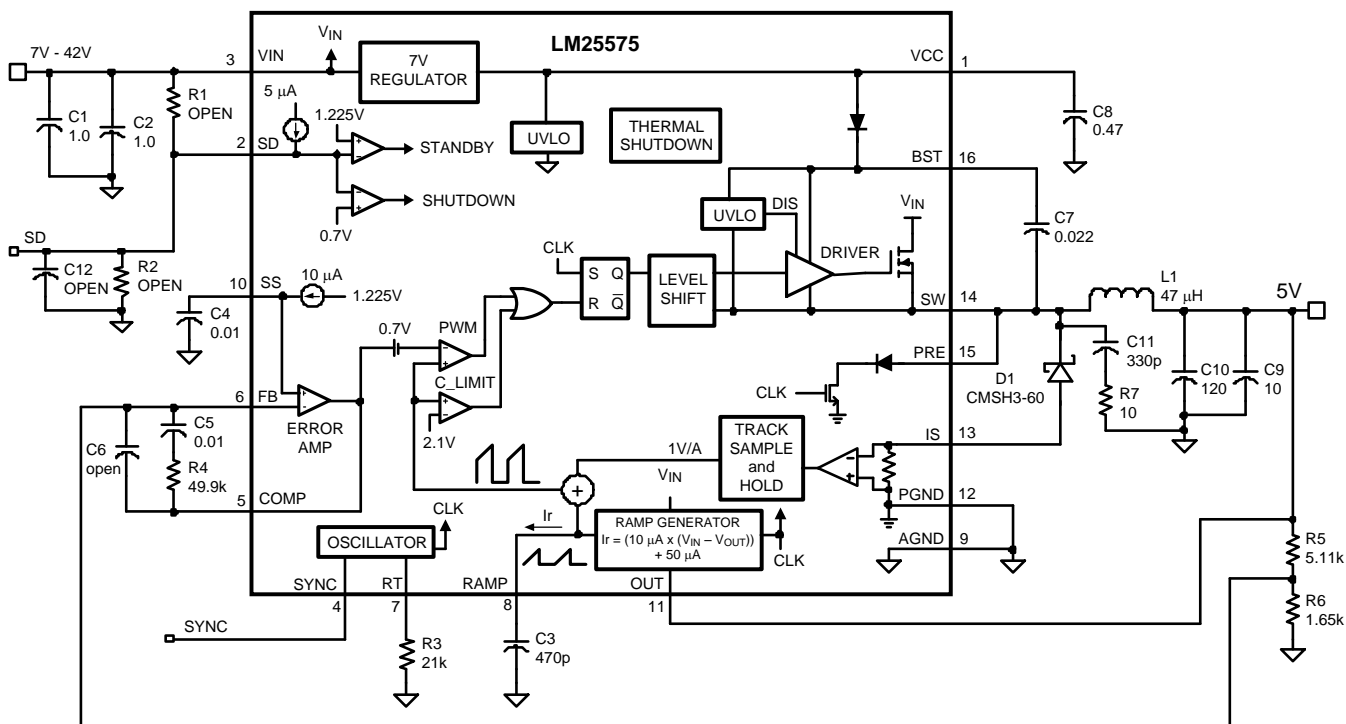 LM25575
7V - 42V
3
VIN
VIN
7V
REGULATOR
VCC
1
C1
1.0
C2
1.0
R1
OPEN
5 µA
1.225V
2
SD
STANDBY
SHUTDOWN
0.7V
UVLO
THERMAL
SHUTDOWN
C8
0.47
BST
16
UVLO
DIS
VIN
DRIVER
C7
0.022
SD
C12
OPEN
R2
OPEN
10
SS
10 µA
1.225V
C4
0.01
CLK
S
Q
R
Q̅
LEVEL
SHIFT
SW
14
L1
47 µH
5V
0.7V
PWM
C_LIMIT
2.1V
PRE
15
CLK
C11
330p
R7
10
D1
CMSH3-60
C10
120
C9
10
6
FB
+
-
ERROR
AMP
C6
open
C5
0.01
R4
49.9k
5
COMP
1V/A
TRACK
SAMPLE
and
HOLD
IS
13
PGND
12
AGND
9
+
VIN
Ir
RAMP GENERATOR
Ir = (10 µA x (VIN – VOUT))
+ 50 µA
CLK
OSCILLATOR
CLK
SYNC
4
RT
7
RAMP
8
OUT
11
SYNC
R3
21k
C3
470p
R5
5.11k
R6
1.65k